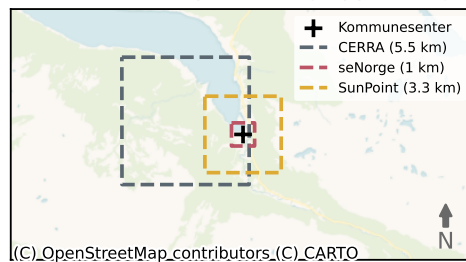 Kommunesenter
CERRA (5.5 km)
seNorge (1 km)
SunPoint (3.3 km)
N
(C) OpenStreetMap contributors (C) CARTO